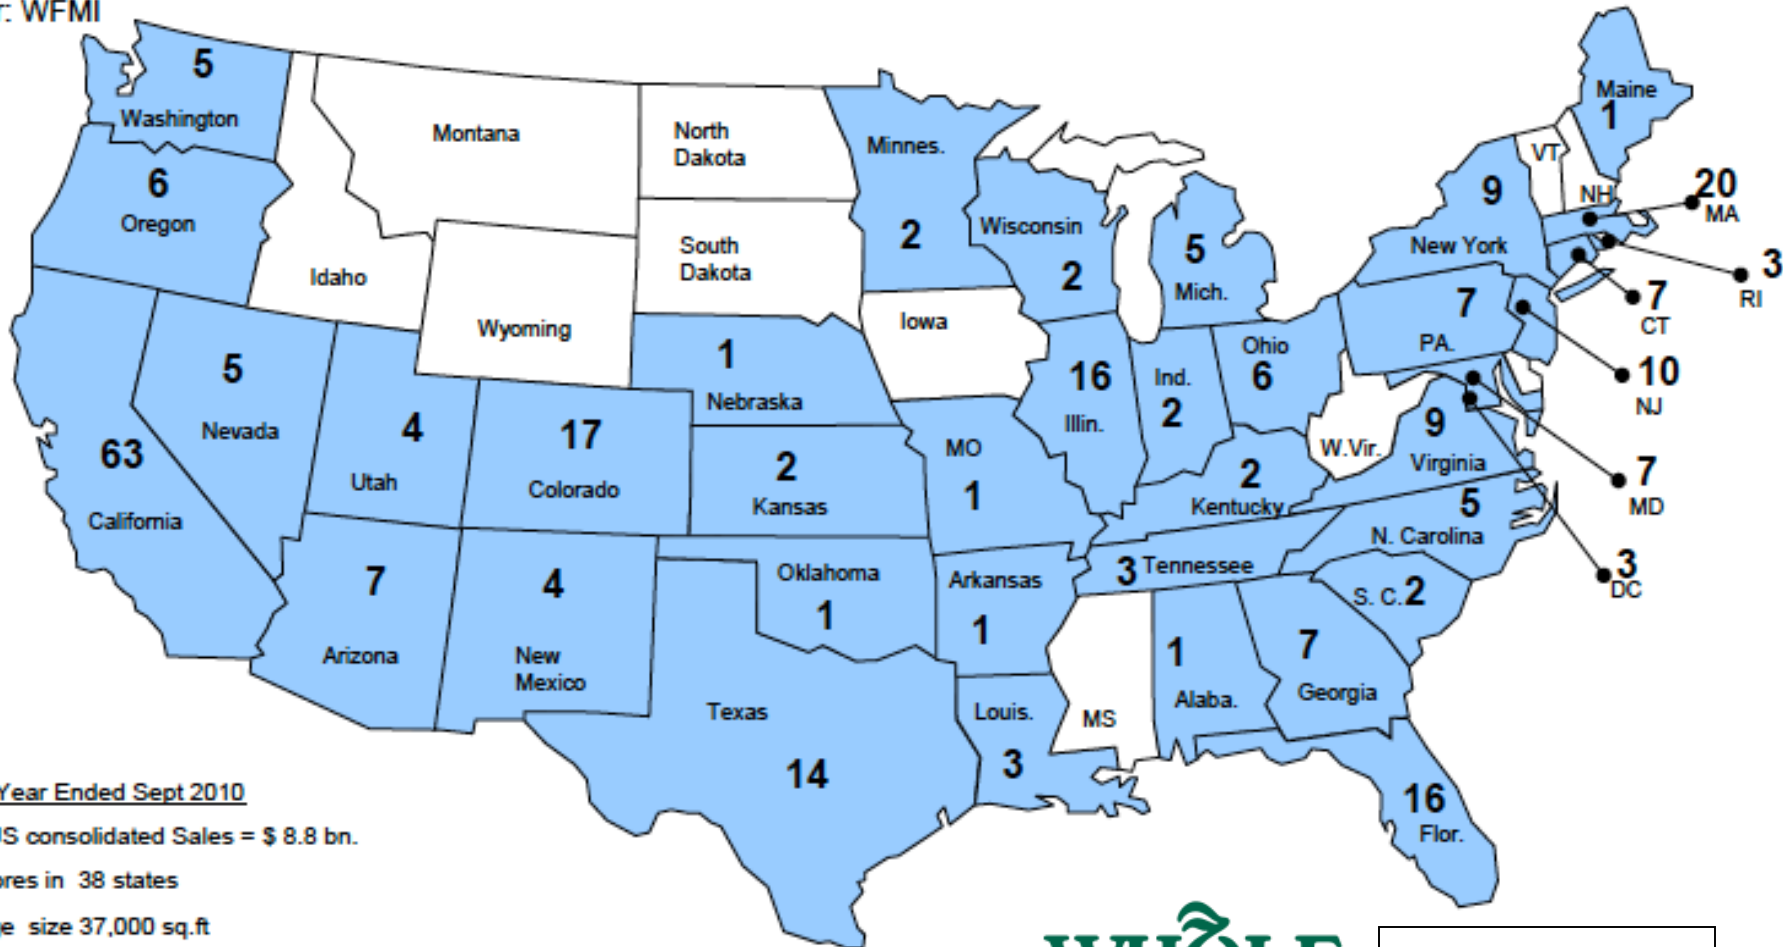 r: WFMI
5
Washington
6
Oregon
Montana
Idaho
Wyoming
North
Dakota
South
Dakota
Minnes.
2
Wisconsin
2
5
Mich.
Iowa
1
Nebraska
5
Nevada
4
Utah
17
Colorado
2
Kansas
MO
1
16
Illin.
Ind.
2
Ohio
6
63
California
7
Arizona
4
New
Mexico
Oklahoma
1
Arkansas
1
Texas
14
Louis.
3
MS
1
Alaba.
7
Georgia
16
Flor.
3 Tennessee
2
Kentucky
W.Vir.
9
Virginia
5
N. Carolina
S. C. 2
7
PA.
9
New York
VT
NH
Maine
1
20
MA
3
RI
7
CT
10
NJ
7
MD
3
DC
Year Ended Sept 2010
US consolidated Sales = $ 8.8 bn.
ores in 38 states
ge size 37,000 sq.ft
WHOLE